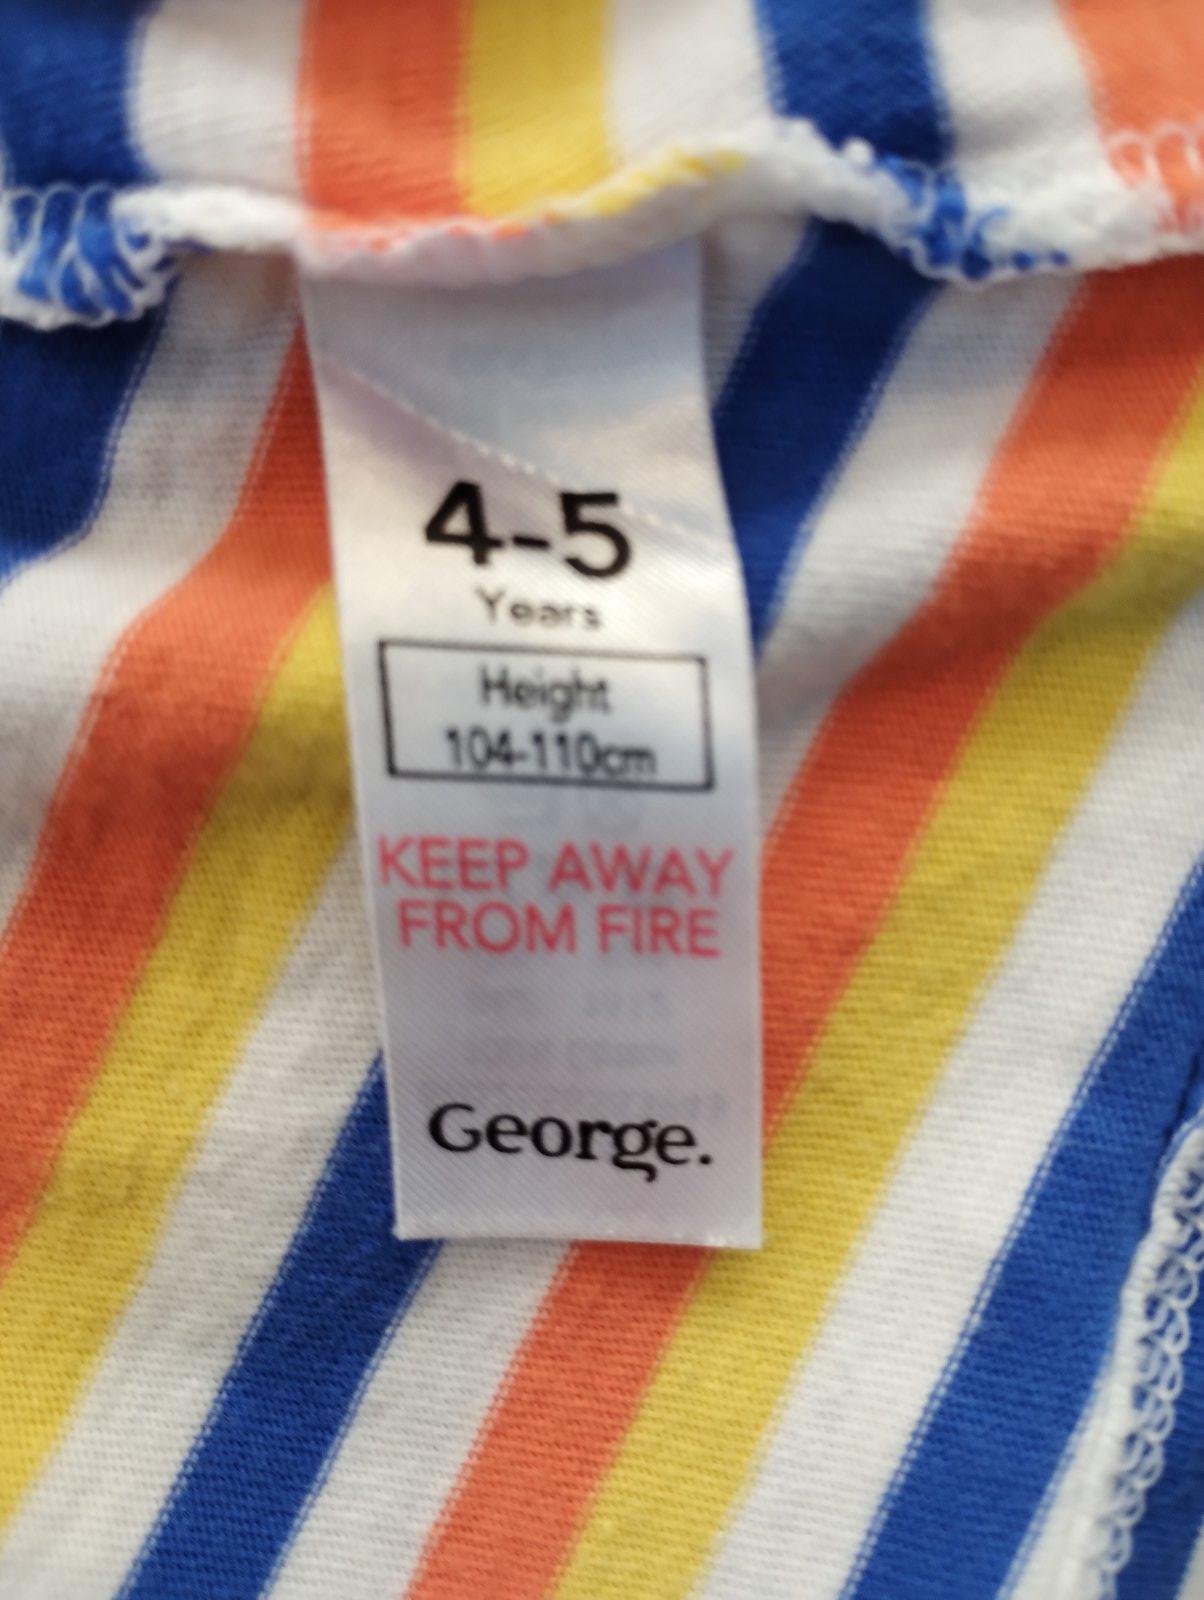 4-5
Years
Height
104-110cm
KEEP AWAY
FROM FIRE
George.